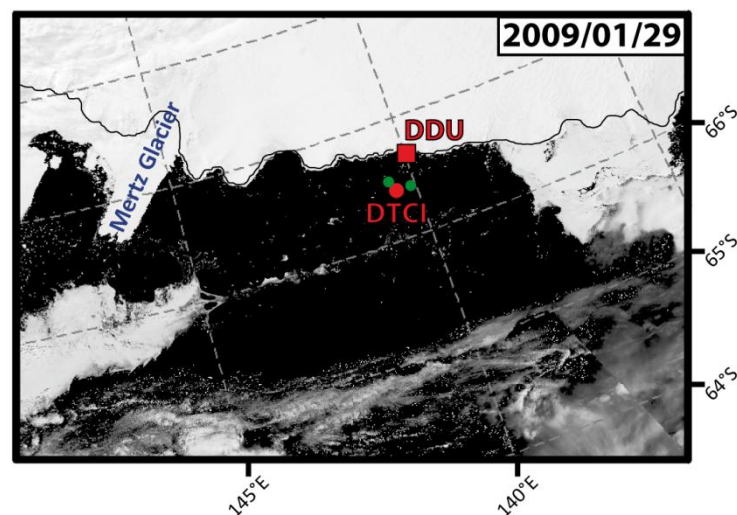 2009/01/29
DDU
Mertz Glacier
DTCI
66°S
65°S
64°S
145°E
140°E